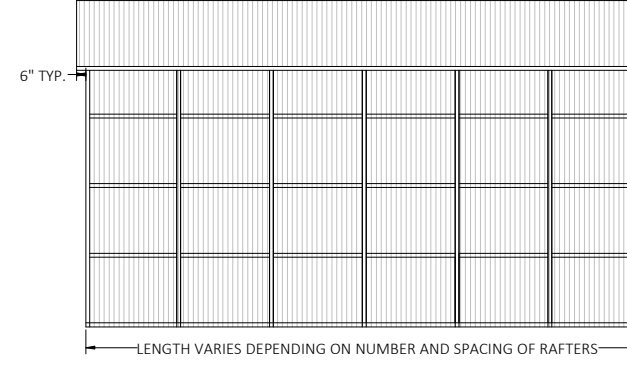 6" TYP.
LENGTH VARIES DEPENDING ON NUMBER AND SPACING OF RAFTERS